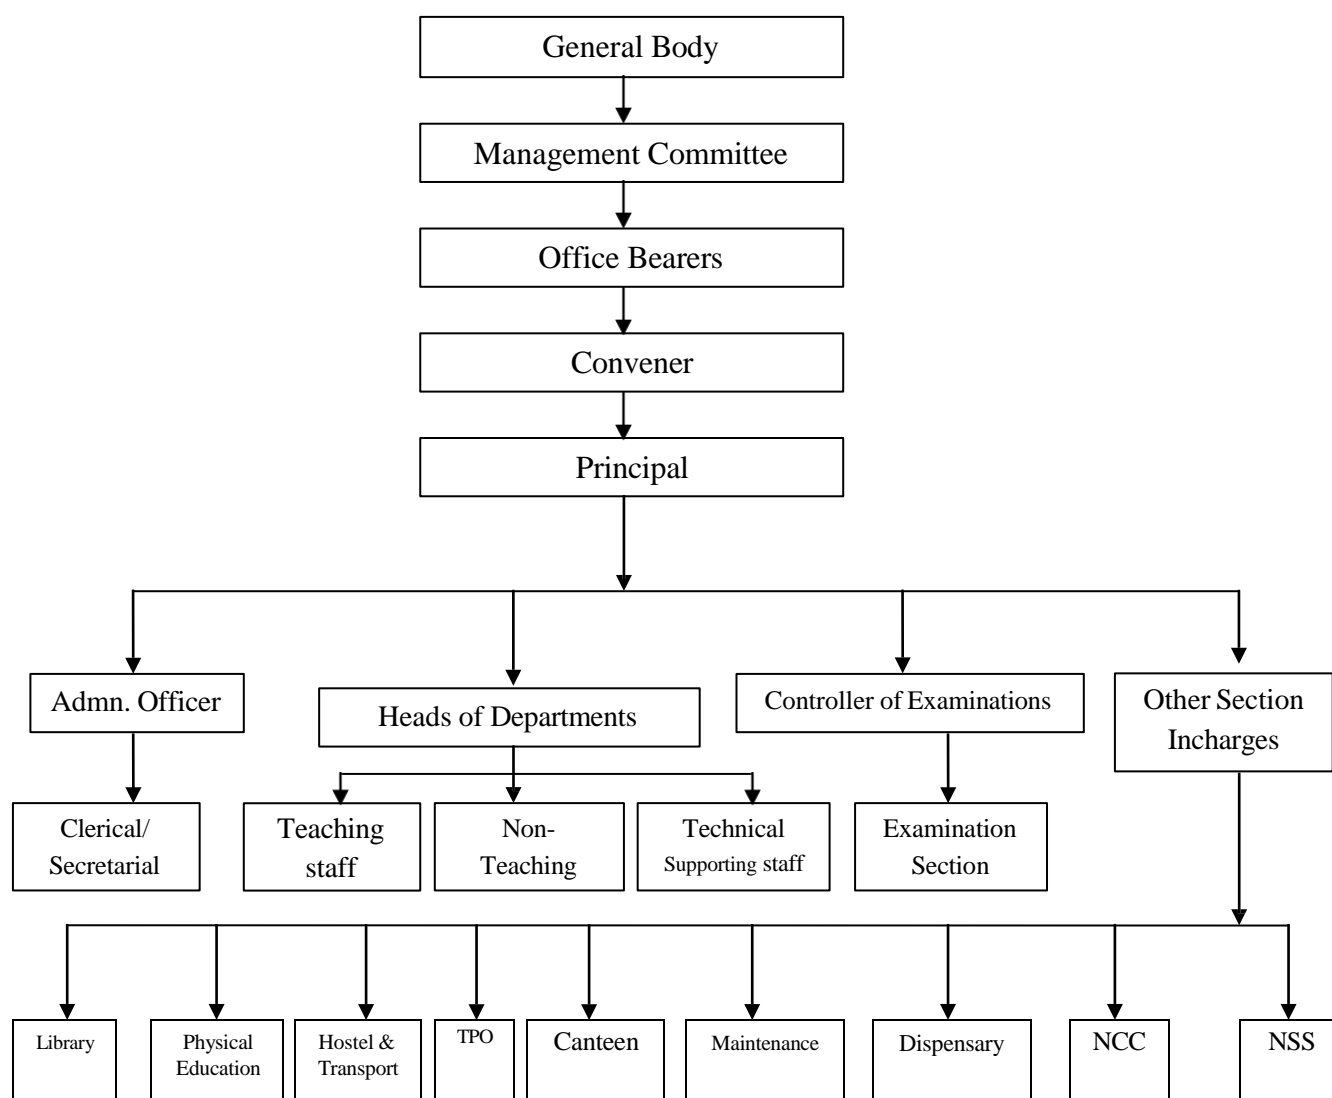 General Body
Management Committee
Office Bearers
Convener
Principal
Admn. Officer
Heads of Departments
Controller of Examinations
Other Section
Incharges
Clerical/
Secretarial
Teaching
staff
Non-
Teaching
Technical
Supporting staff
Examination
Section
Library
Physical
Education
Hostel &
Transport
TPO
Canteen
Maintenance
Dispensary
NCC
NSS